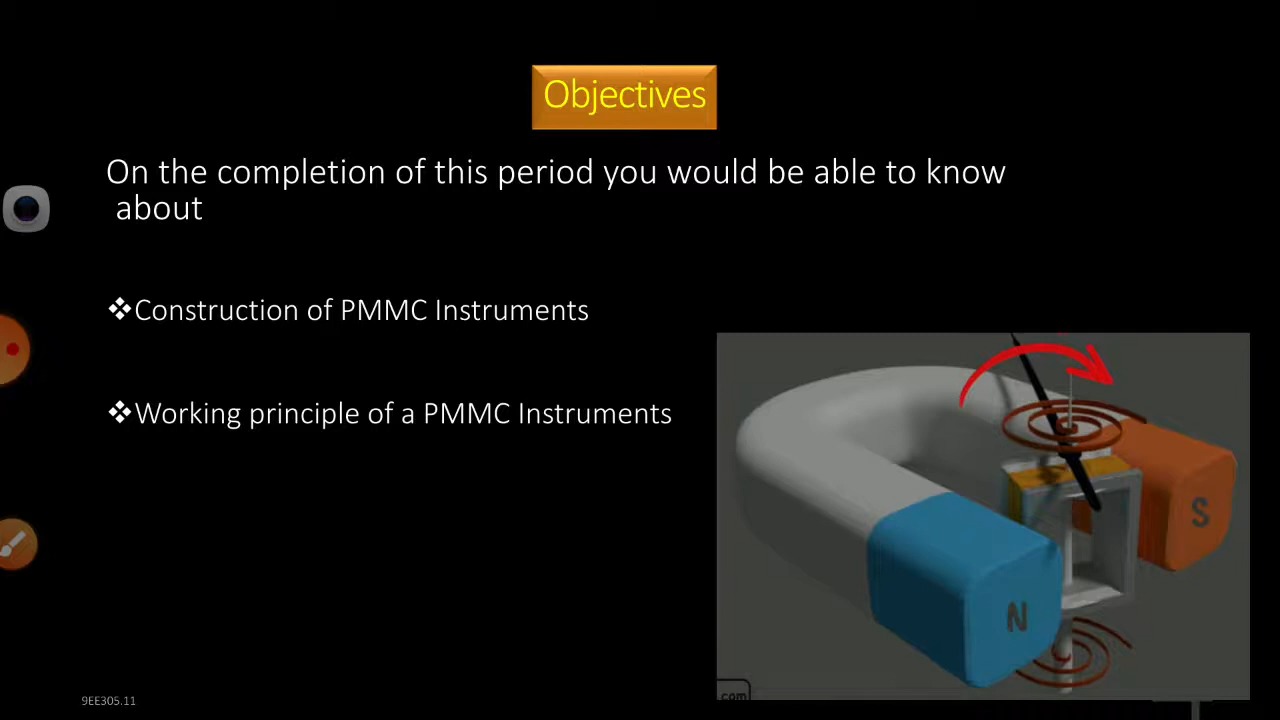 Objectives
On the completion of this period you would be able to know
about
❖Construction of PMMC Instruments
❖Working principle of a PMMC Instruments
S
N
.com
9EE305.11